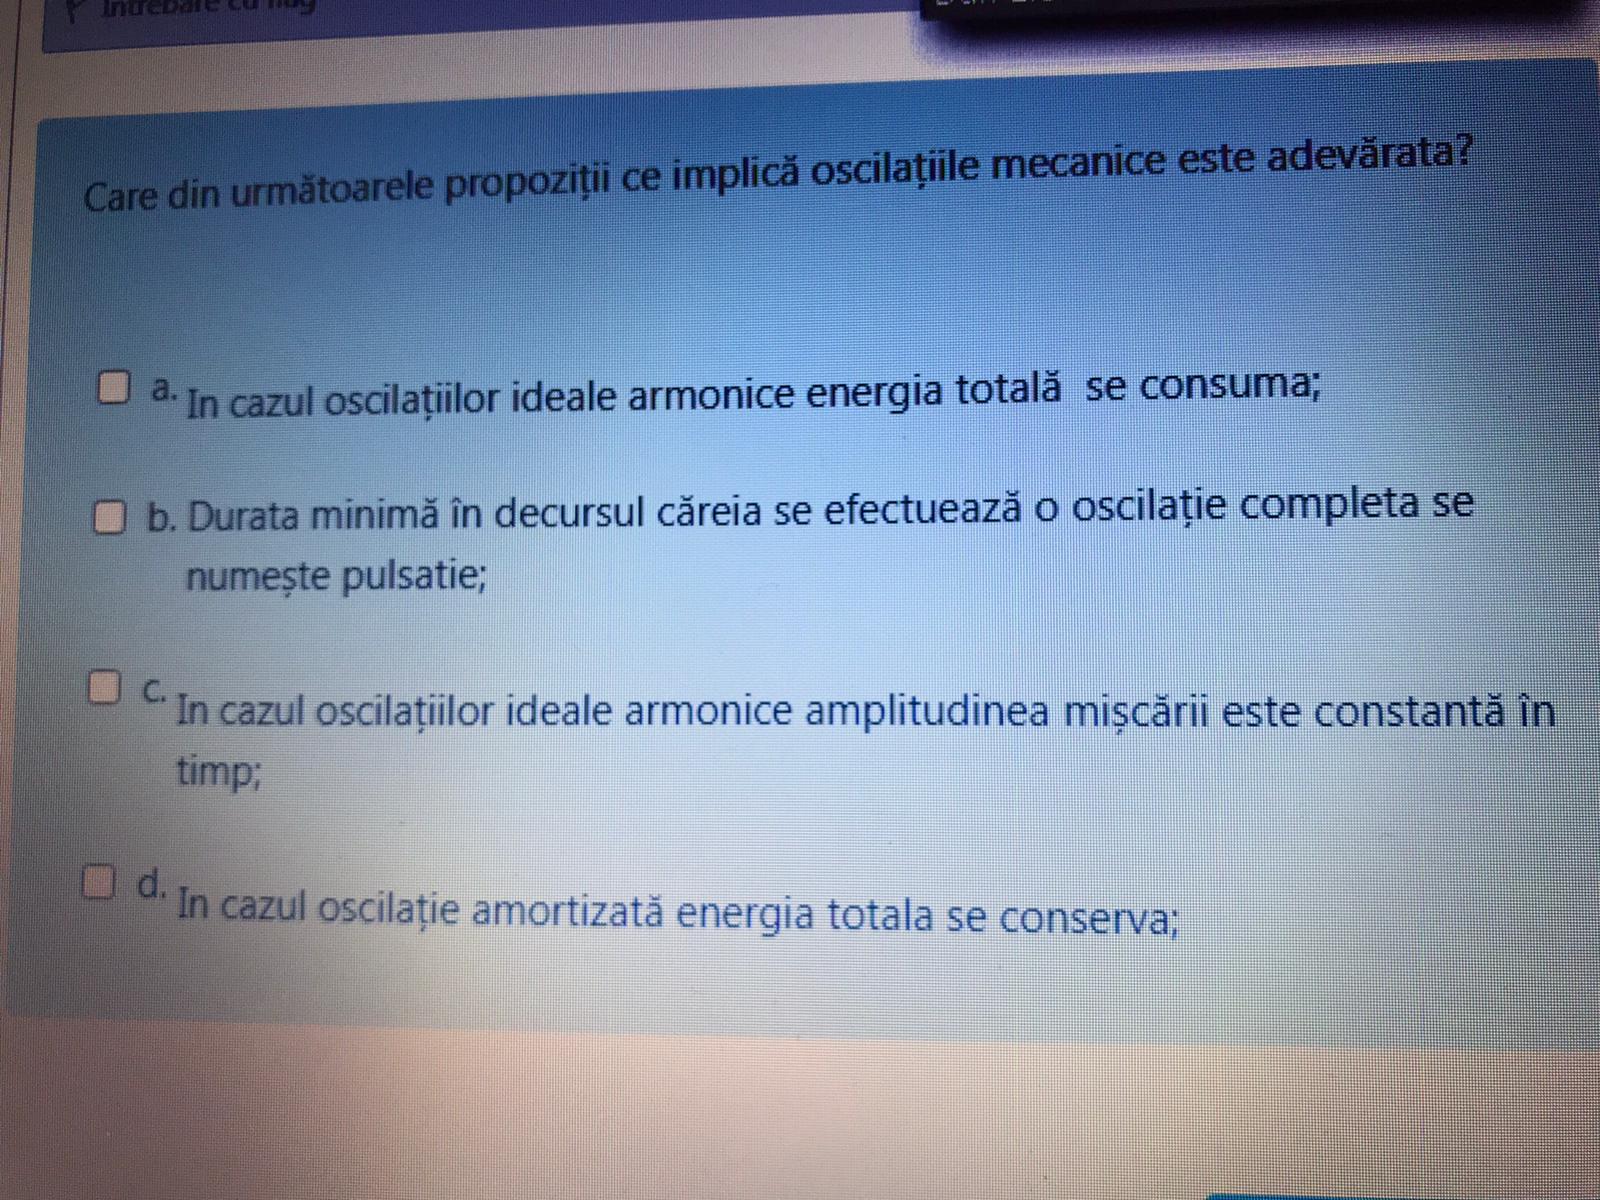 Întrebare cu flag
Care din următoarele propoziții ce implică oscilațiile mecanice este adevărata?
a. In cazul oscilațiilor ideale armonice energia totală se consuma;
b. Durata minimă în decursul căreia se efectuează o oscilație completa se
numește pulsatie;
c. In cazul oscilațiilor ideale armonice amplitudinea mișcării este constantă în
timp;
d. In cazul oscilație amortizată energia totala se conserva;